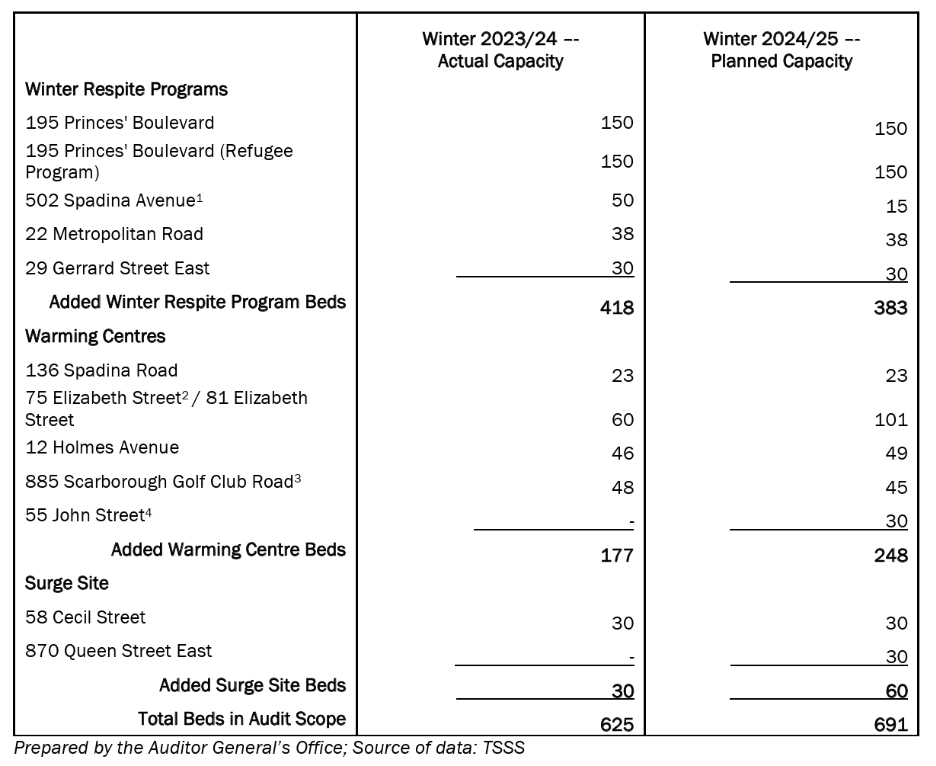 Winter 2023/24 –- Winter 2024/25 –-
Actual Capacity Planned Capacity
Winter Respite Programs
195 Princes' Boulevard 150 150
195 Princes' Boulevard (Refugee
Program) 150 150
502 Spadina Avenue¹ 50 15
22 Metropolitan Road 38 38
29 Gerrard Street East 30 30
Added Winter Respite Program Beds 418 383
Warming Centres
136 Spadina Road 23 23
75 Elizabeth Street² / 81 Elizabeth
Street 60 101
12 Holmes Avenue 46 49
885 Scarborough Golf Club Road³ 48 45
55 John Street⁴ - 30
Added Warming Centre Beds 177 248
Surge Site
58 Cecil Street 30 30
870 Queen Street East - 30
Added Surge Site Beds 30 60
Total Beds in Audit Scope 625 691
Prepared by the Auditor General's Office; Source of data: TSSS